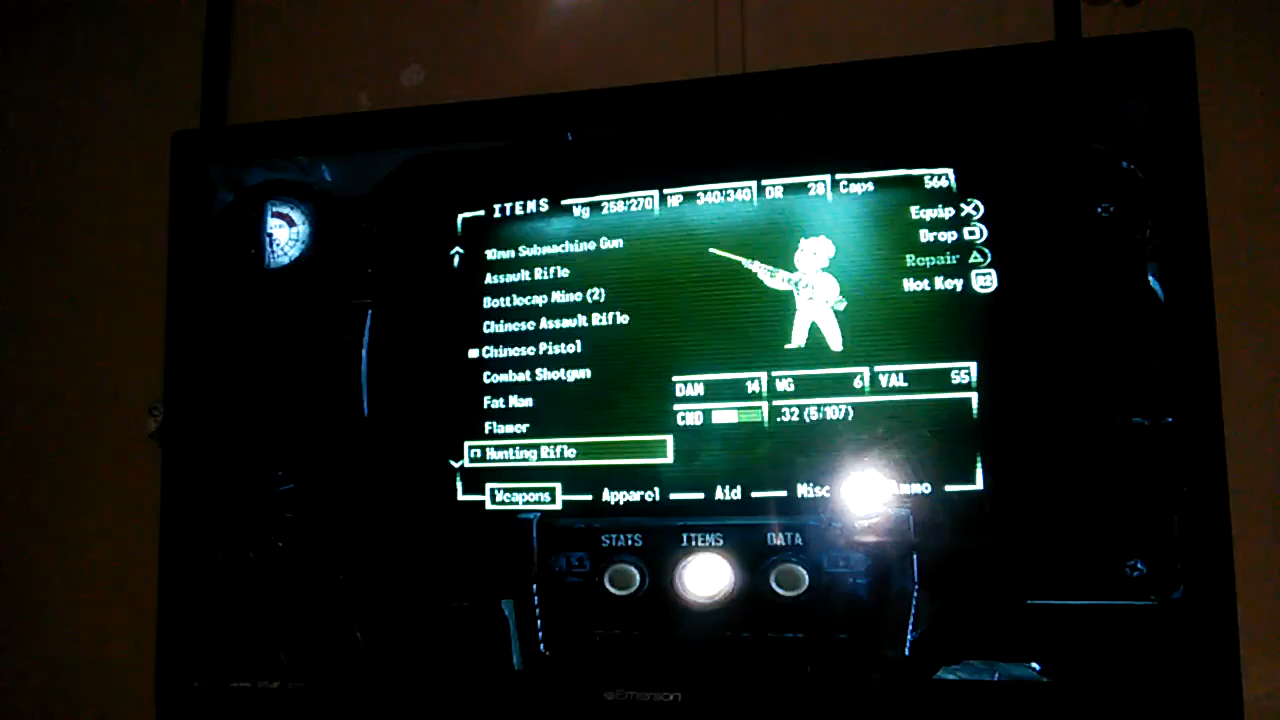 ITEMS Wg 258/270 HP 340/340 DR 28 Caps 566
Equip X
Drop
Repair
Hot Key R2
10mm Submachine Gun
Assault Rifle
Bottlecap Mine (2)
Chinese Assault Rifle
Chinese Pistol
Combat Shotgun
Fat Man
Flamer
Hunting Rifle
DAM 14 WG 6 VAL 55
CND .32 (5/107)
Weapons Apparel Aid Misc Ammo
STATS ITEMS DATA
Emerson